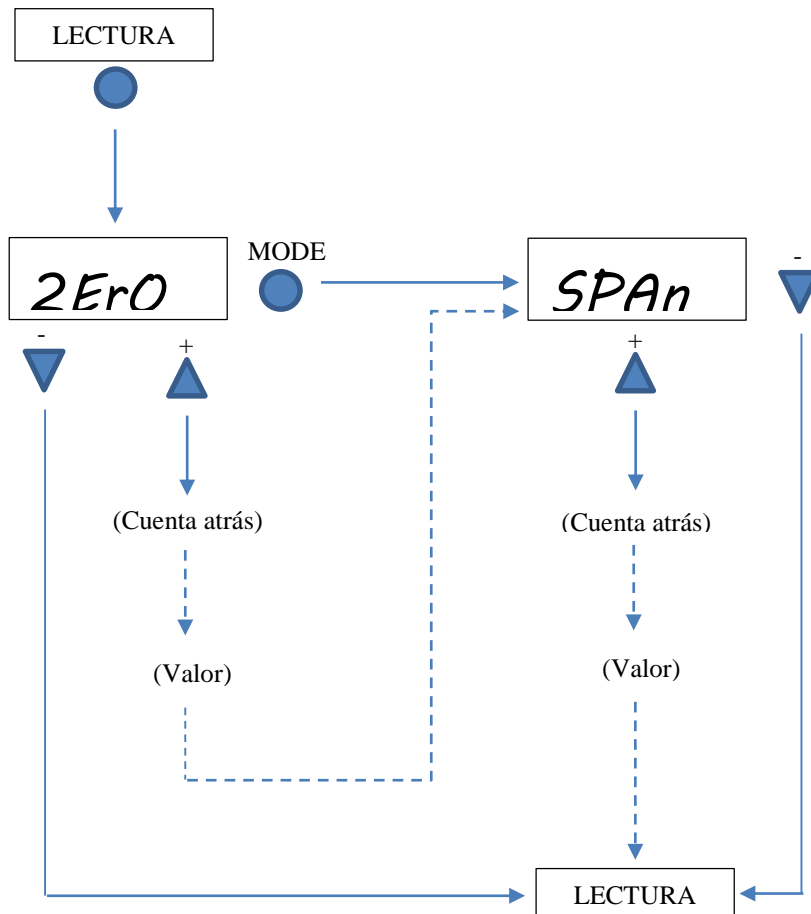 LECTURA
2ErO
MODE
SPAn
-
-
+
+
(Cuenta atrás)
(Cuenta atrás)
(Valor)
(Valor)
LECTURA